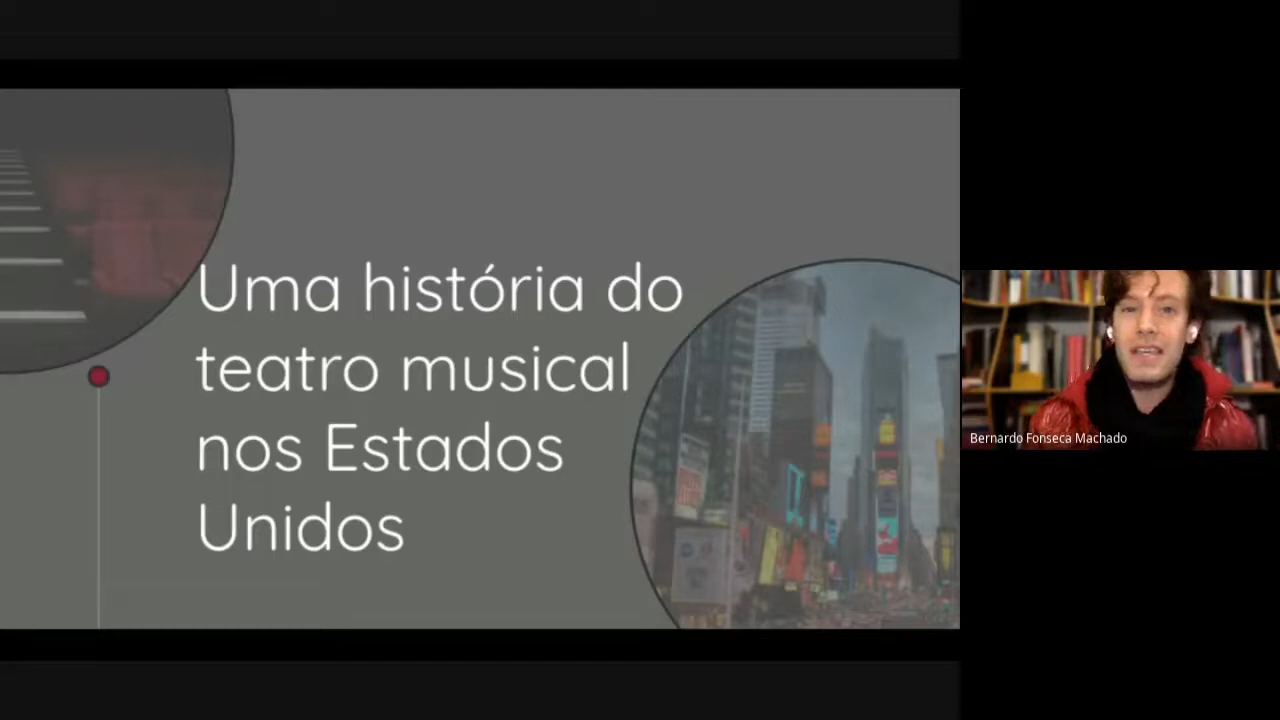 Uma história do
teatro musical
nos Estados
Unidos
Bernardo Fonseca Machado